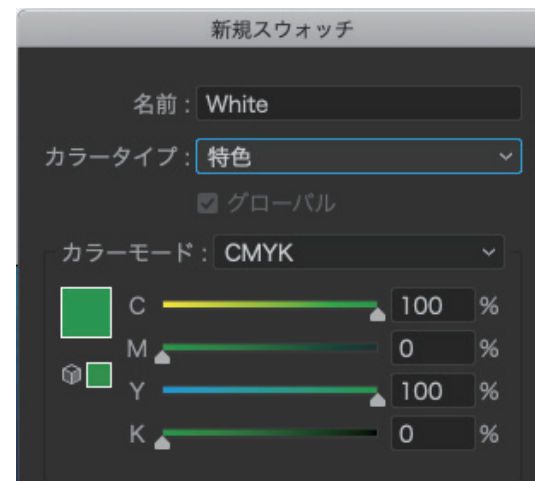 新規スウォッチ
名前 : White
カラータイプ : 特色
グローバル
カラーモード : CMYK
C 100 %
M 0 %
Y 100 %
K 0 %